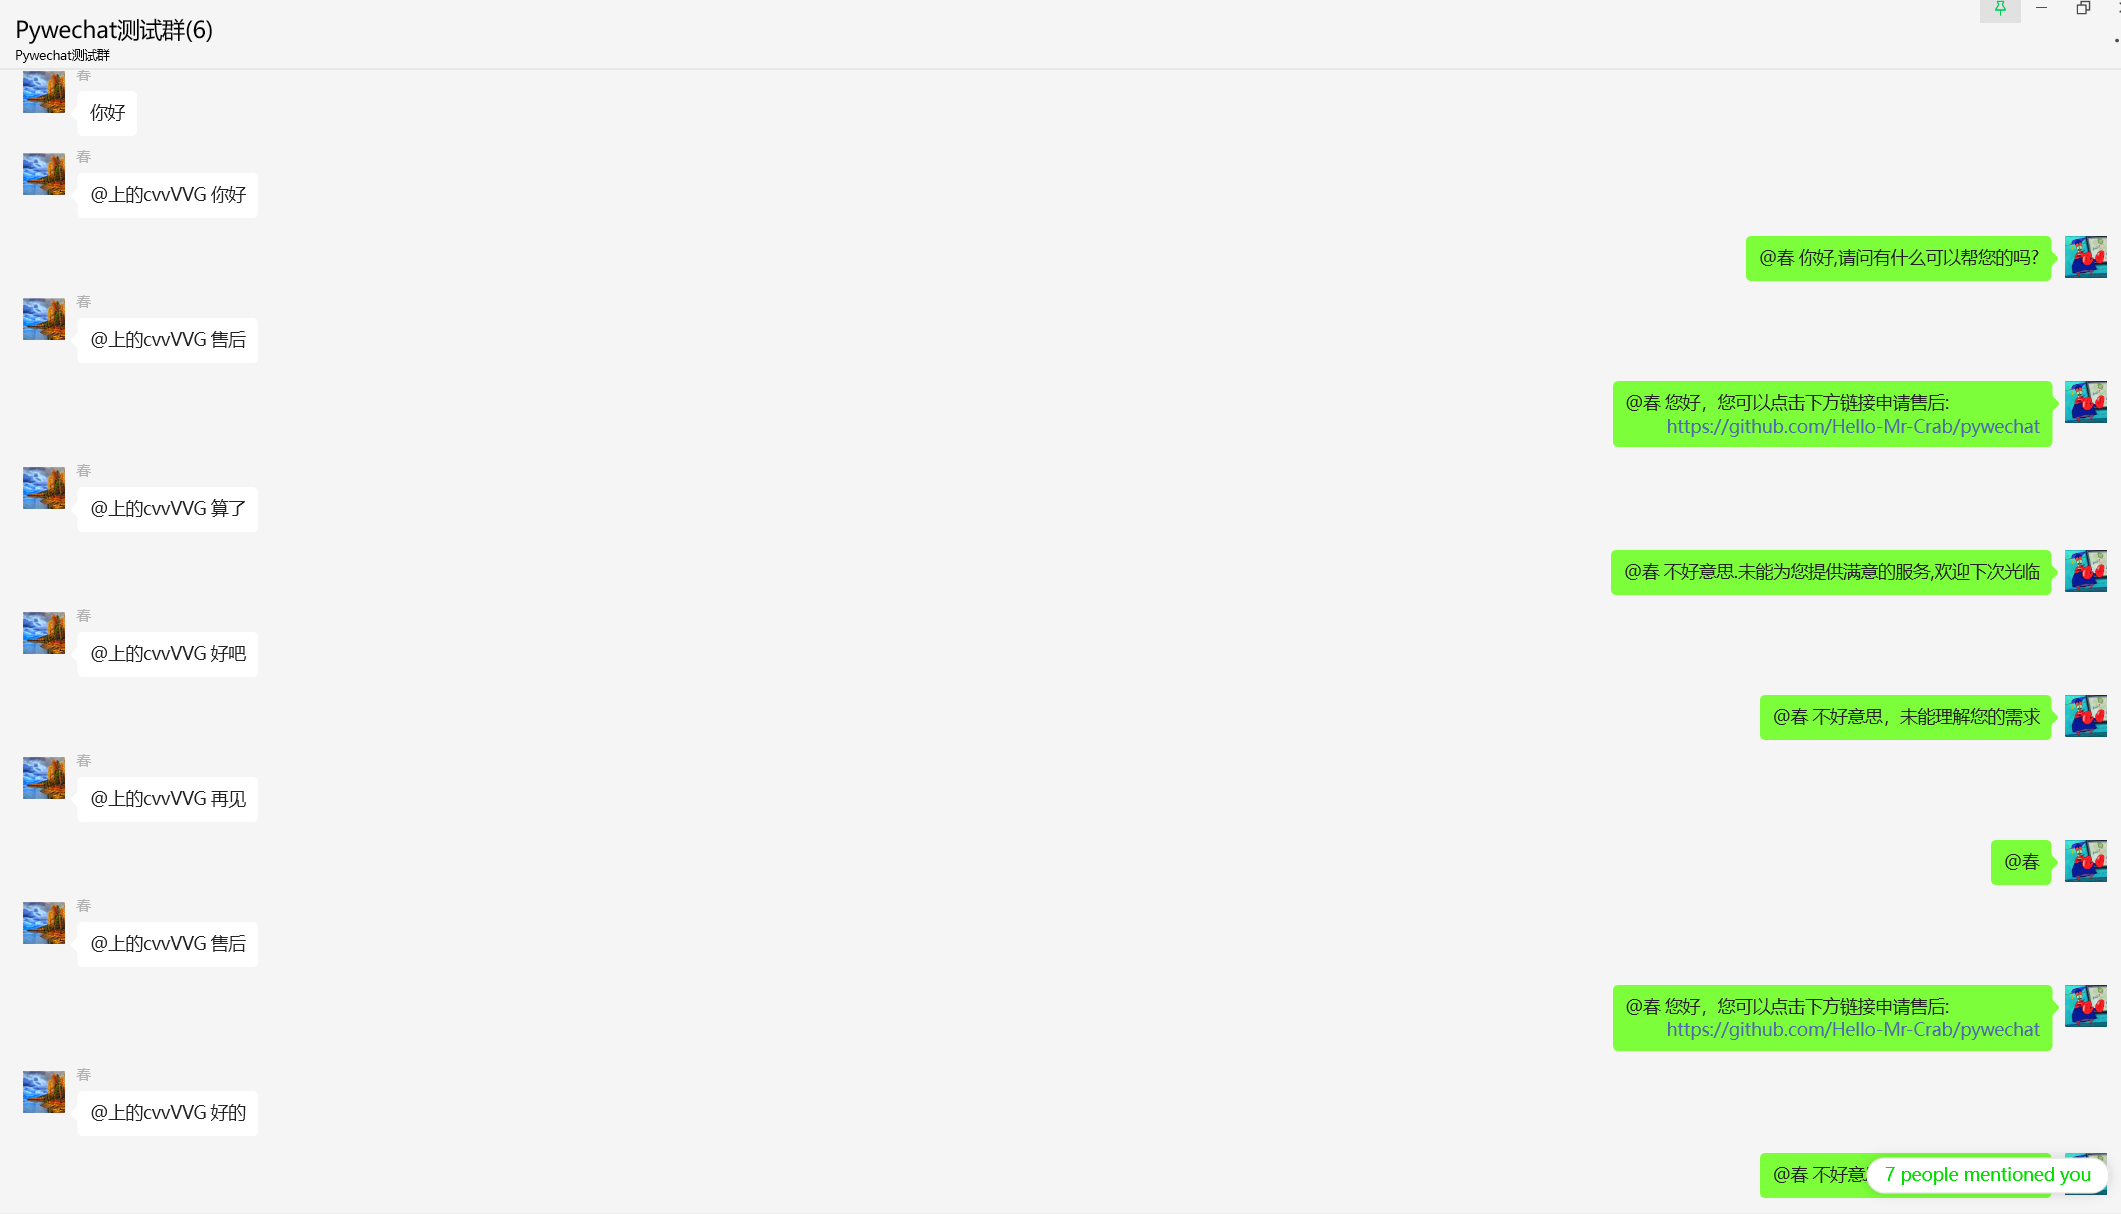 Pywechat测试群(6)
Pywechat测试群
春
你好
春
@上的cvvVVG 你好
@春 你好,请问有什么可以帮您的吗?
春
@上的cvvVVG 售后
@春 您好，您可以点击下方链接申请售后:
https://github.com/Hello-Mr-Crab/pywechat
春
@上的cvvVVG 算了
@春 不好意思.未能为您提供满意的服务,欢迎下次光临
春
@上的cvvVVG 好吧
@春 不好意思，未能理解您的需求
春
@上的cvvVVG 再见
@春
春
@上的cvvVVG 售后
@春 您好，您可以点击下方链接申请售后:
https://github.com/Hello-Mr-Crab/pywechat
春
@上的cvvVVG 好的
@春 不好意
7 people mentioned you